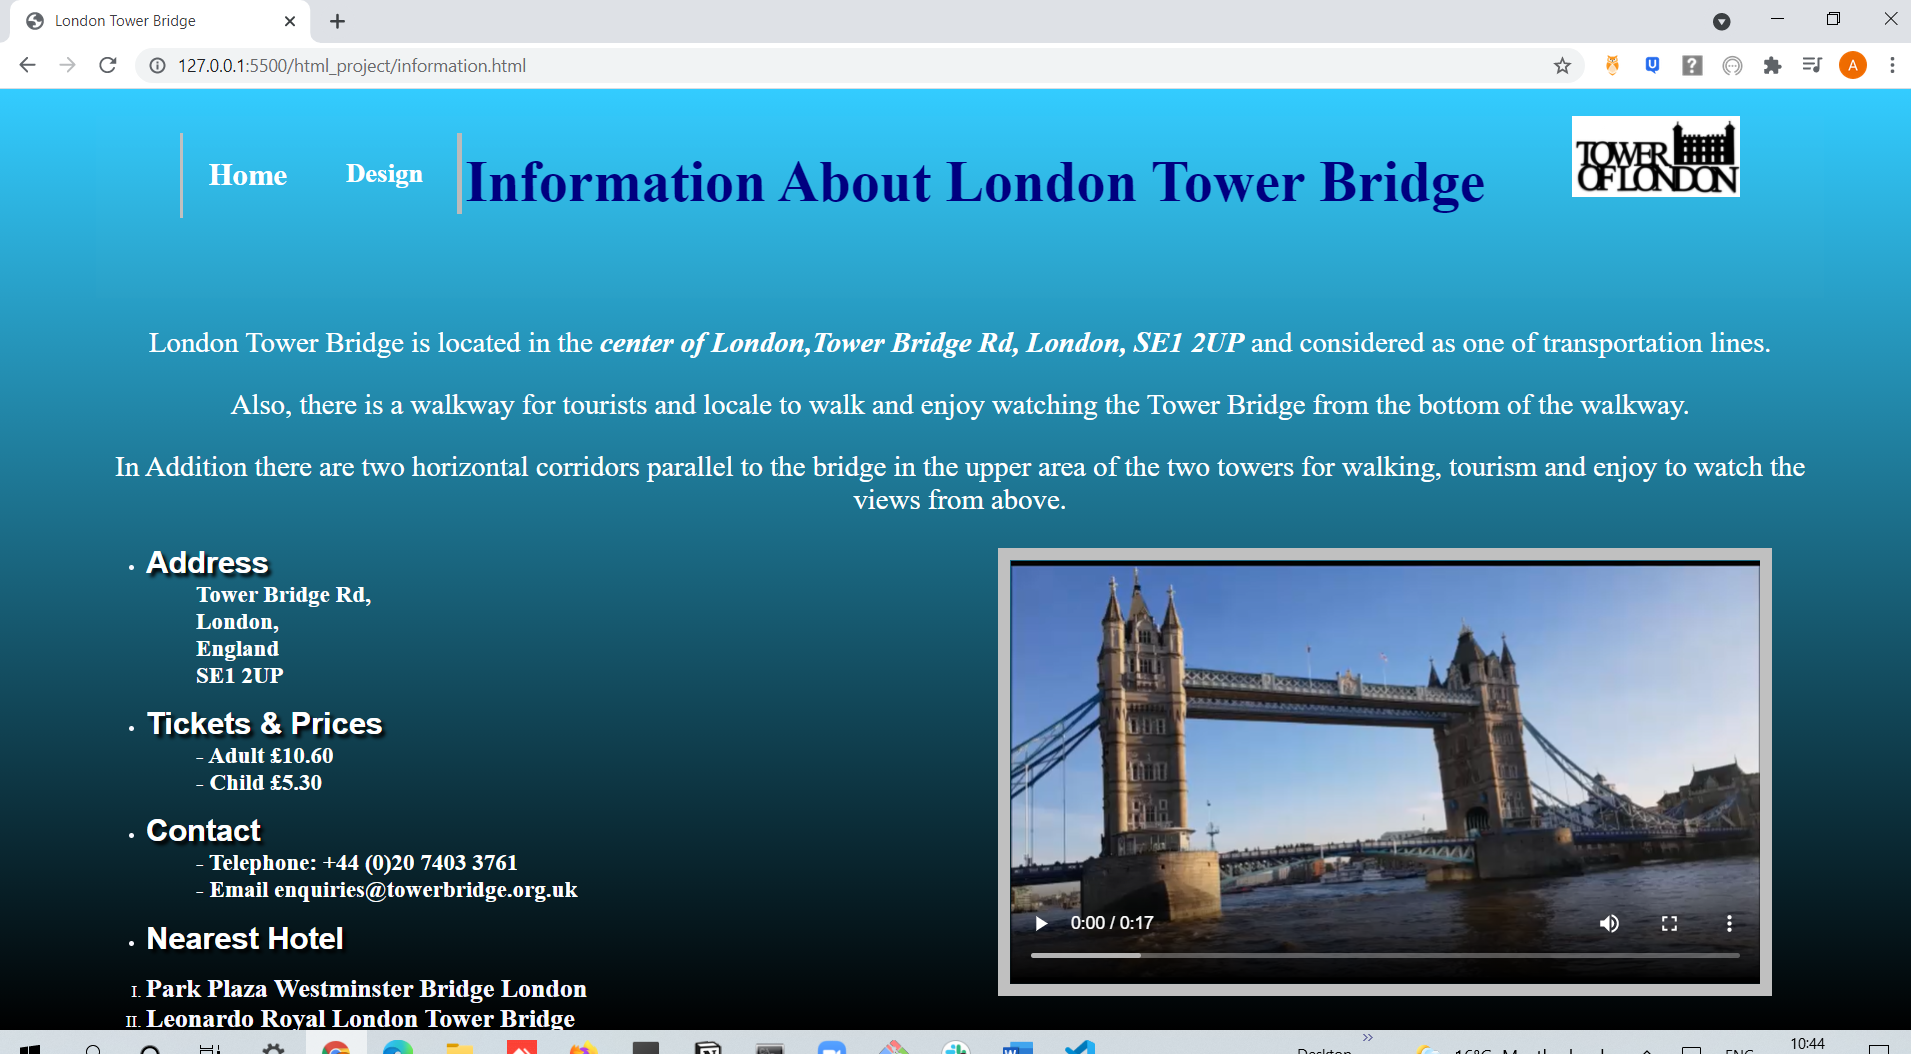 London Tower Bridge
127.0.0.1:5500/html_project/information.html
A
Home
Design
Information About London Tower Bridge
TOWER
OF LONDON
London Tower Bridge is located in the center of London,Tower Bridge Rd, London, SE1 2UP and considered as one of transportation lines.
Also, there is a walkway for tourists and locale to walk and enjoy watching the Tower Bridge from the bottom of the walkway.
In Addition there are two horizontal corridors parallel to the bridge in the upper area of the two towers for walking, tourism and enjoy to watch the
views from above.
• Address
Tower Bridge Rd,
London,
England
SE1 2UP
• Tickets & Prices
- Adult £10.60
- Child £5.30
• Contact
- Telephone: +44 (0)20 7403 3761
- Email enquiries@towerbridge.org.uk
• Nearest Hotel
I. Park Plaza Westminster Bridge London
II. Leonardo Royal London Tower Bridge
0:00 / 0:17
Desktop
16°C
ENG
10:44